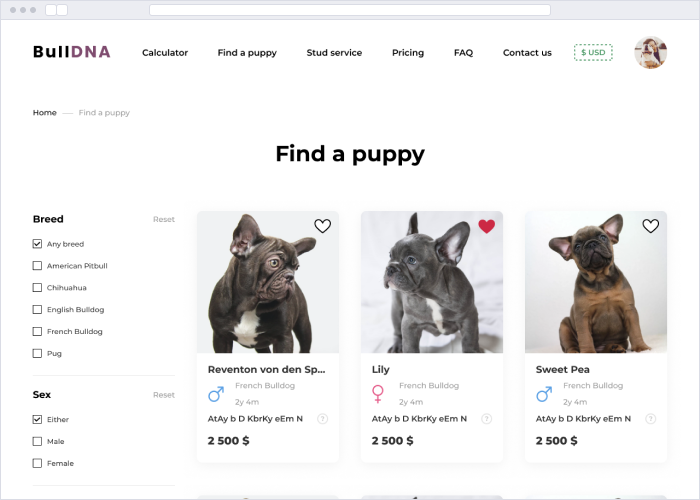 BullDNA Calculator Find a puppy Stud service Pricing FAQ Contact us $ USD
Home — Find a puppy
Find a puppy
Breed Reset
Any breed
American Pitbull
Chihuahua
English Bulldog
French Bulldog
Pug
Sex Reset
Either
Male
Female
Reventon von den Sp...
French Bulldog
2y 4m
AtAy b D KbrKy eEm N ?
2 500 $
Lily
French Bulldog
2y 4m
AtAy b D KbrKy eEm N ?
2 500 $
Sweet Pea
French Bulldog
2y 4m
AtAy b D KbrKy eEm N ?
2 500 $